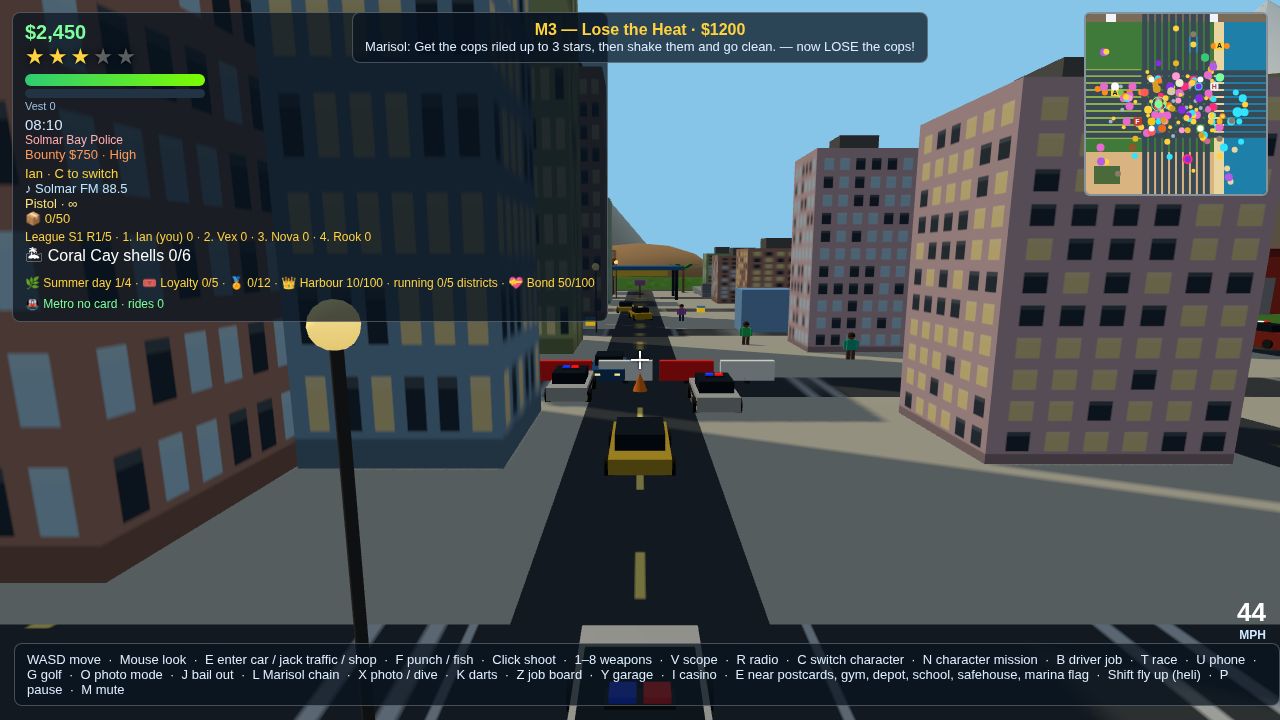 $2,450
★★★★★
Vest 0
08:10
Solmar Bay Police
Bounty $750 · High
Ian · C to switch
♪ Solmar FM 88.5
Pistol · ∞
📦 0/50
League S1 R1/5 · 1. Ian (you) 0 · 2. Vex 0 · 3. Nova 0 · 4. Rook 0
🏝 Coral Cay shells 0/6
🌿 Summer day 1/4 · 🎟 Loyalty 0/5 · 🏅 0/12 · 👑 Harbour 10/100 · running 0/5 districts · 💝 Bond 50/100
🚇 Metro no card · rides 0
M3 — Lose the Heat · $1200
Marisol: Get the cops riled up to 3 stars, then shake them and go clean. — now LOSE the cops!
A
H
A
F
44
MPH
WASD move · Mouse look · E enter car / jack traffic / shop · F punch / fish · Click shoot · 1–8 weapons · V scope · R radio · C switch character · N character mission · B driver job · T race · U phone ·
G golf · O photo mode · J bail out · L Marisol chain · X photo / dive · K darts · Z job board · Y garage · I casino · E near postcards, gym, depot, school, safehouse, marina flag · Shift fly up (heli) · P
pause · M mute